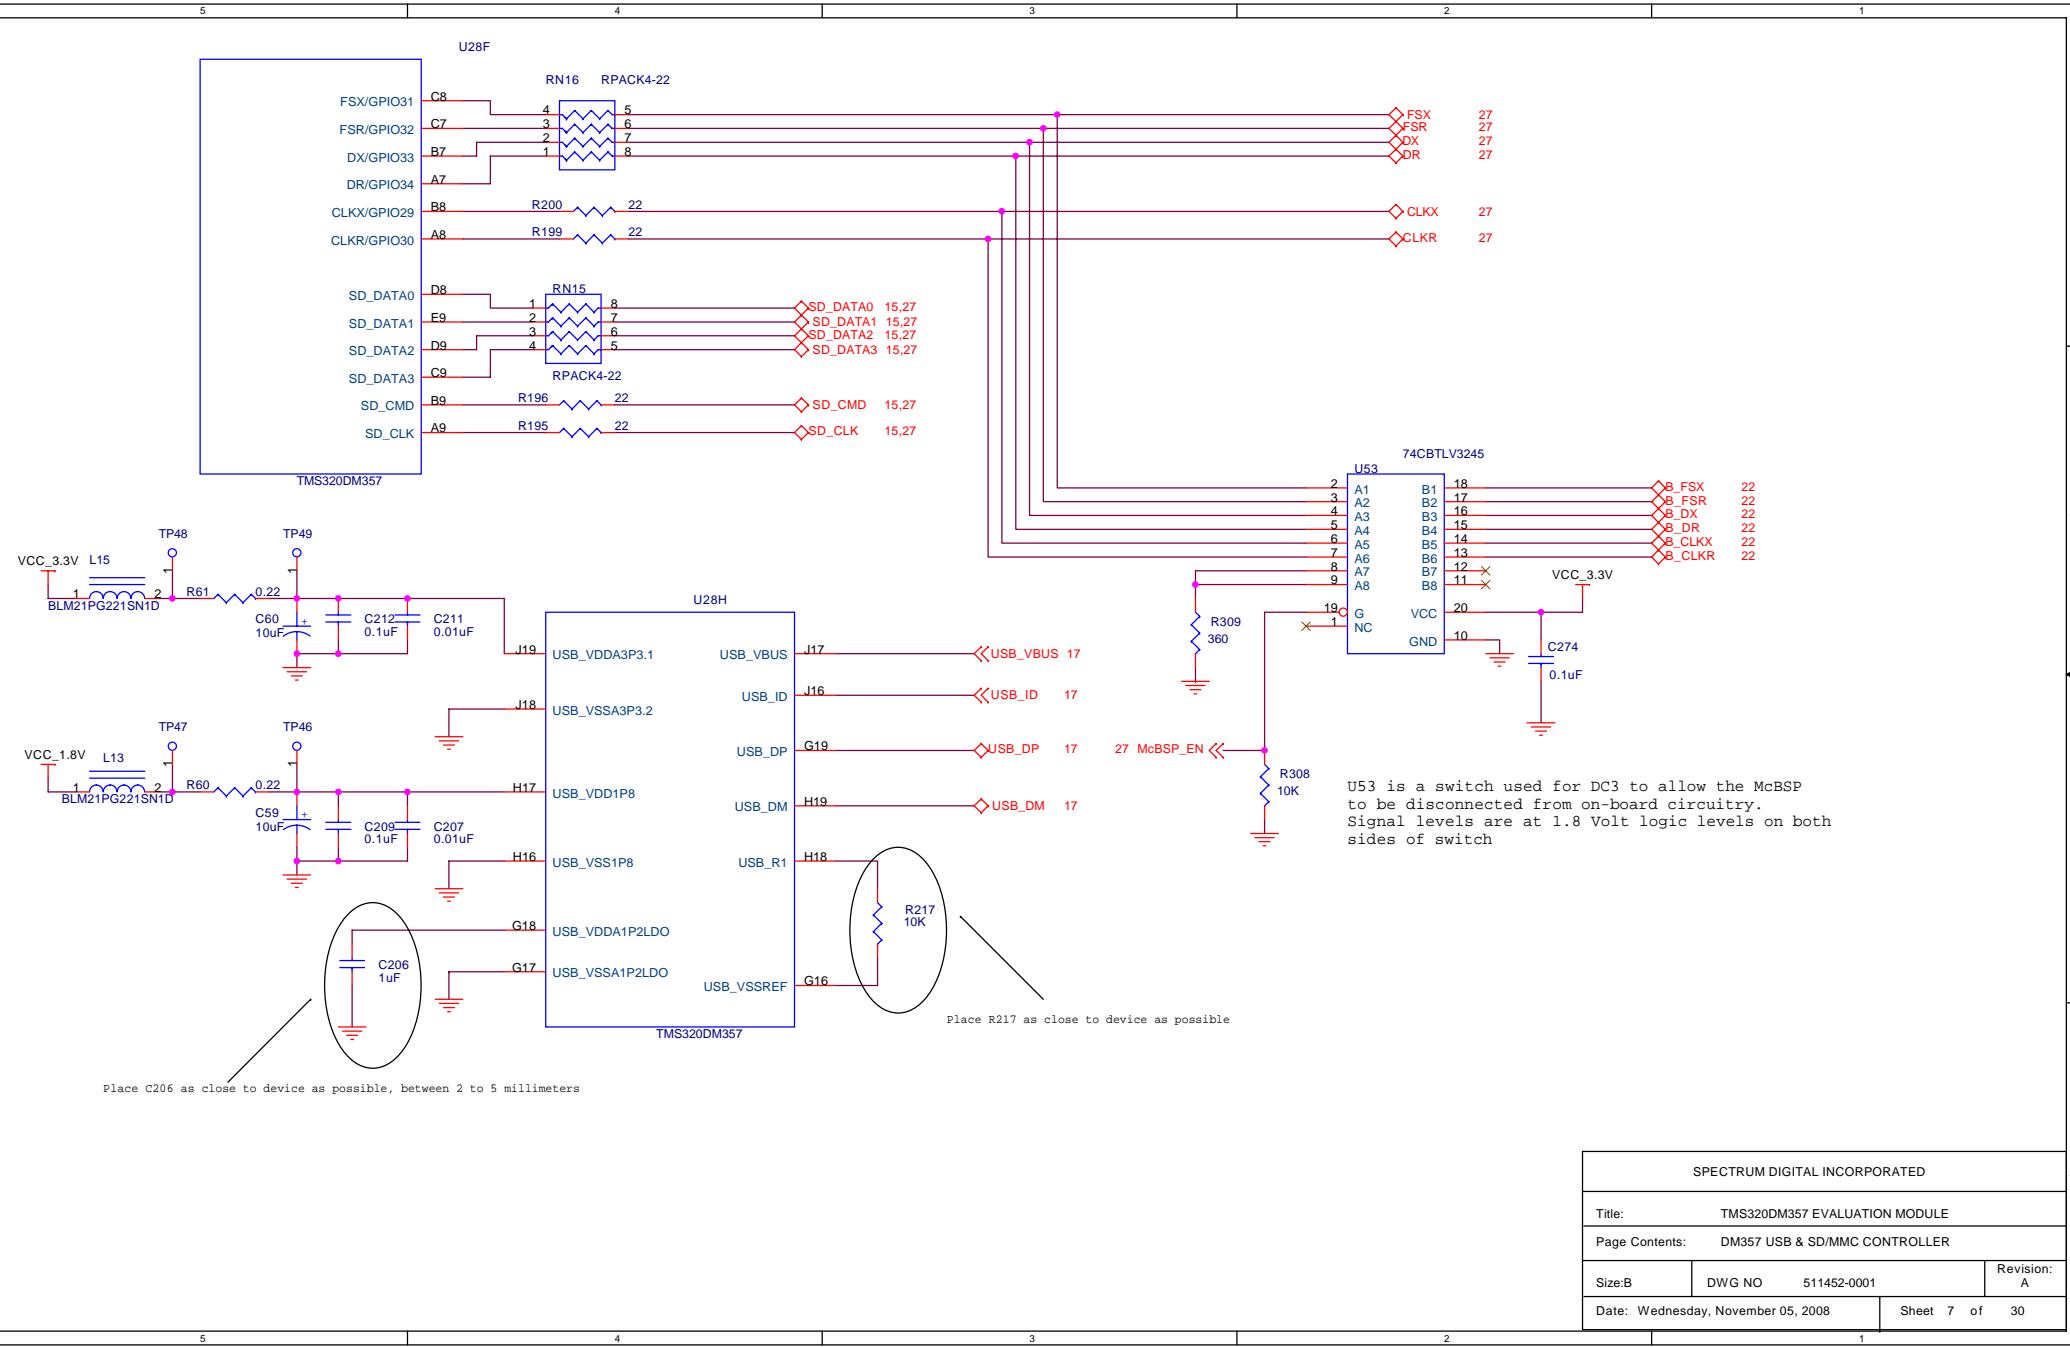 5 4 3 2 1
U28F
RN16 RPACK4-22
FSX/GPIO31 C8 4 5 FSX 27
FSR/GPIO32 C7 3 6 FSR 27
DX/GPIO33 B7 2 7 DX 27
DR/GPIO34 A7 1 8 DR 27
CLKX/GPIO29 B8 R200 22 CLKX 27
CLKR/GPIO30 A8 R199 22 CLKR 27
RN15
SD_DATA0 D8 1 8 SD_DATA0 15,27
SD_DATA1 E9 2 7 SD_DATA1 15,27
SD_DATA2 D9 3 6 SD_DATA2 15,27
SD_DATA3 C9 4 5 SD_DATA3 15,27
RPACK4-22
SD_CMD B9 R196 22 SD_CMD 15,27
SD_CLK A9 R195 22 SD_CLK 15,27
TMS320DM357
74CBTLV3245
U53
2 A1 B1 18 B_FSX 22
3 A2 B2 17 B_FSR 22
4 A3 B3 16 B_DX 22
5 A4 B4 15 B_DR 22
6 A5 B5 14 B_CLKX 22
7 A6 B6 13 B_CLKR 22
8 A7 B7 12
9 A8 B8 11
19 G VCC 20
1 NC GND 10
VCC_3.3V
C274
0.1uF
R309
360
27 McBSP_EN
R308
10K
U53 is a switch used for DC3 to allow the McBSP
to be disconnected from on-board circuitry.
Signal levels are at 1.8 Volt logic levels on both
sides of switch
TP48 TP49
VCC_3.3V L15 1 1
1 2 R61 0.22
BLM21PG221SN1D
C60 + C212 C211
10uF 0.1uF 0.01uF
TP47 TP46
VCC_1.8V L13 1 1
1 2 R60 0.22
BLM21PG221SN1D
C59 + C209 C207
10uF 0.1uF 0.01uF
U28H
J19 USB_VDDA3P3.1 USB_VBUS J17 USB_VBUS 17
USB_ID J16 USB_ID 17
J18 USB_VSSA3P3.2
USB_DP G19 USB_DP 17
H17 USB_VDD1P8 USB_DM H19 USB_DM 17
H16 USB_VSS1P8 USB_R1 H18
G18 USB_VDDA1P2LDO
G17 USB_VSSA1P2LDO
USB_VSSREF G16
TMS320DM357
R217
10K
C206
1uF
Place R217 as close to device as possible
Place C206 as close to device as possible, between 2 to 5 millimeters
SPECTRUM DIGITAL INCORPORATED
Title: TMS320DM357 EVALUATION MODULE
Page Contents: DM357 USB & SD/MMC CONTROLLER
Size:B DWG NO 511452-0001 Revision: A
Date: Wednesday, November 05, 2008 Sheet 7 of 30
5 4 3 2 1